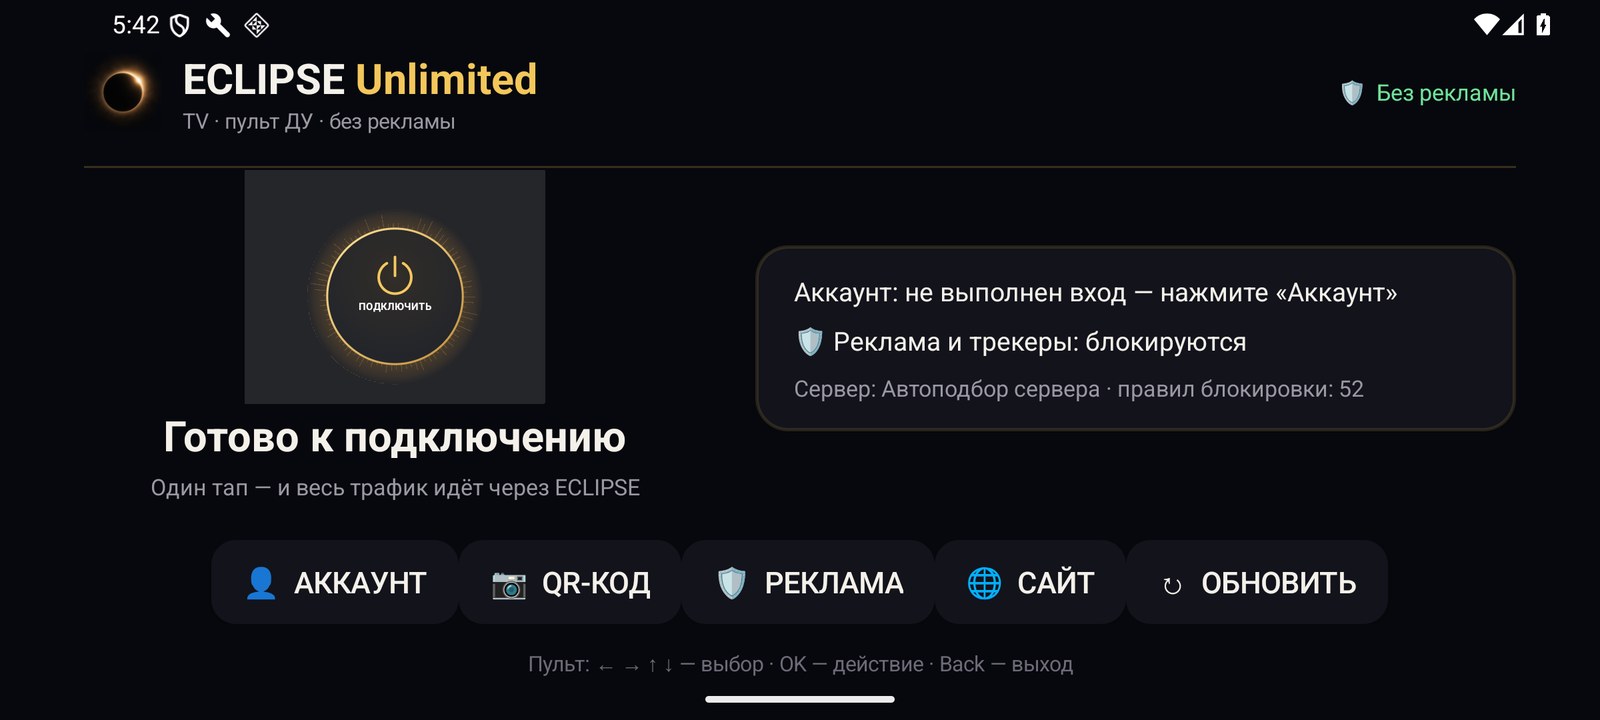 5:42
ECLIPSE Unlimited
TV · пульт ДУ · без рекламы
Без рекламы
ПОДКЛЮЧИТЬ
Готово к подключению
Один тап — и весь трафик идёт через ECLIPSE
Аккаунт: не выполнен вход — нажмите «Аккаунт»
Реклама и трекеры: блокируются
Сервер: Автоподбор сервера · правил блокировки: 52
АККАУНТ
QR-КОД
РЕКЛАМА
САЙТ
ОБНОВИТЬ
Пульт: ← → ↑ ↓ — выбор · OK — действие · Back — выход